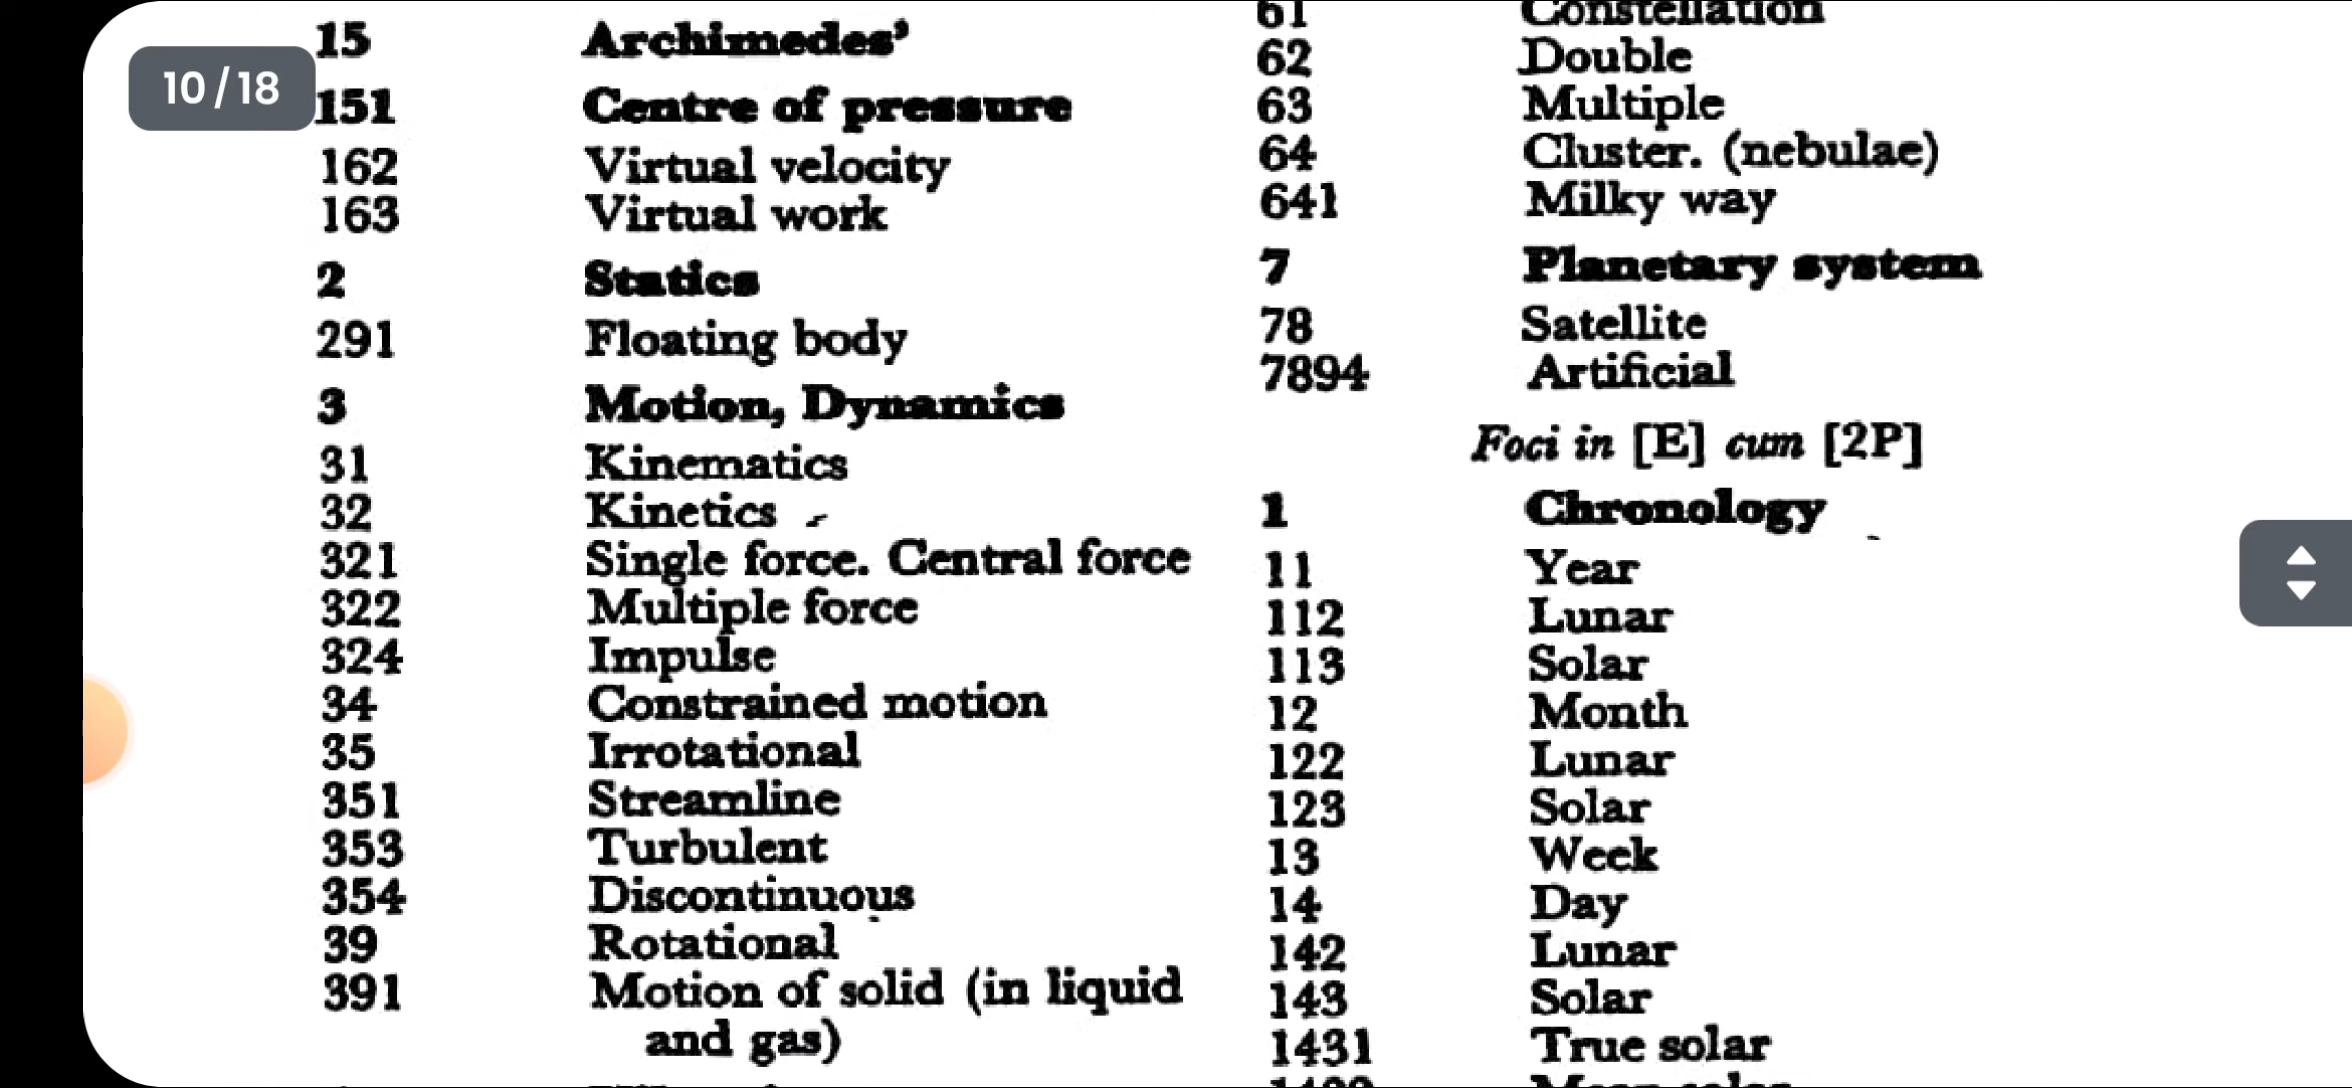 10/18
15 Archimedes'
151 Centre of pressure
162 Virtual velocity
163 Virtual work
2 Statics
291 Floating body
3 Motion, Dynamics
31 Kinematics
32 Kinetics
321 Single force. Central force
322 Multiple force
324 Impulse
34 Constrained motion
35 Irrotational
351 Streamline
353 Turbulent
354 Discontinuous
39 Rotational
391 Motion of solid (in liquid
and gas)
61 Constellation
62 Double
63 Multiple
64 Cluster. (nebulae)
641 Milky way
7 Planetary system
78 Satellite
7894 Artificial
Foci in [E] cum [2P]
1 Chronology
11 Year
112 Lunar
113 Solar
12 Month
122 Lunar
123 Solar
13 Week
14 Day
142 Lunar
143 Solar
1431 True solar